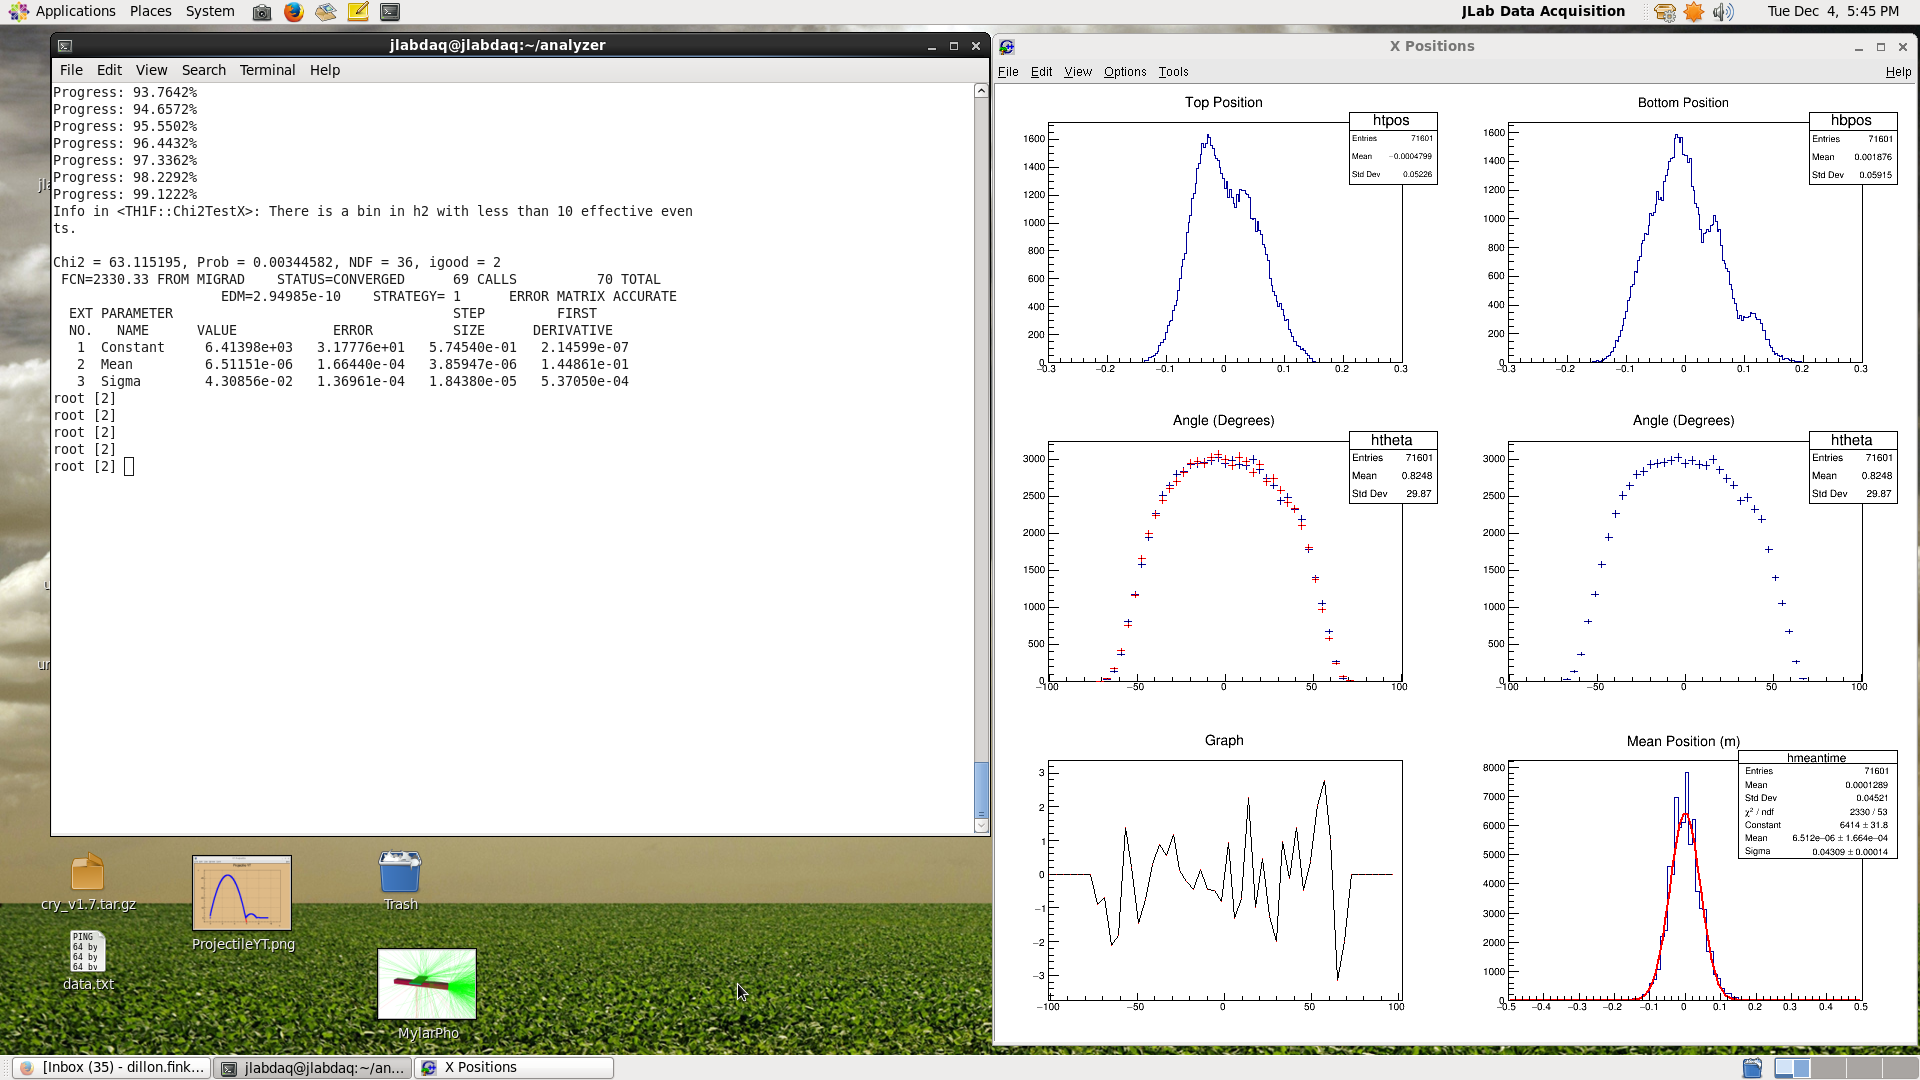 Applications Places System
JLab Data Acquisition
Tue Dec 4, 5:45 PM
jlabdaq@jlabdaq:~/analyzer
File Edit View Search Terminal Help
Progress: 93.7642%
Progress: 94.6572%
Progress: 95.5502%
Progress: 96.4432%
Progress: 97.3362%
Progress: 98.2292%
Progress: 99.1222%
Info in <TH1F::Chi2TestX>: There is a bin in h2 with less than 10 effective even
ts.
Chi2 = 63.115195, Prob = 0.00344582, NDF = 36, igood = 2
FCN=2330.33 FROM MIGRAD STATUS=CONVERGED 69 CALLS 70 TOTAL
EDM=2.94985e-10 STRATEGY= 1 ERROR MATRIX ACCURATE
EXT PARAMETER STEP FIRST
NO. NAME VALUE ERROR SIZE DERIVATIVE
1 Constant 6.41398e+03 3.17776e+01 5.74540e-01 2.14599e-07
2 Mean 6.51151e-06 1.66440e-04 3.85947e-06 1.44861e-01
3 Sigma 4.30856e-02 1.36961e-04 1.84380e-05 5.37050e-04
root [2]
root [2]
root [2]
root [2]
root [2]
X Positions
File Edit View Options Tools Help
Top Position
htpos
Entries 71601
Mean −0.0004799
Std Dev 0.05226
1600
1400
1200
1000
800
600
400
200
0
−0.3 −0.2 −0.1 0 0.1 0.2 0.3
Bottom Position
hbpos
Entries 71601
Mean 0.001876
Std Dev 0.05915
1600
1400
1200
1000
800
600
400
200
0
−0.3 −0.2 −0.1 0 0.1 0.2 0.3
Angle (Degrees)
htheta
Entries 71601
Mean 0.8248
Std Dev 29.87
3000
2500
2000
1500
1000
500
0
−100 −50 0 50 100
Angle (Degrees)
htheta
Entries 71601
Mean 0.8248
Std Dev 29.87
3000
2500
2000
1500
1000
500
0
−100 −50 0 50 100
Graph
3
2
1
0
−1
−2
−3
−100 −50 0 50 100
Mean Position (m)
hmeantime
Entries 71601
Mean 0.0001289
Std Dev 0.04521
χ² / ndf 2330 / 53
Constant 6414 ± 31.8
Mean 6.512e−06 ± 1.664e−04
Sigma 0.04309 ± 0.00014
8000
7000
6000
5000
4000
3000
2000
1000
0
−0.5 −0.4 −0.3 −0.2 −0.1 0 0.1 0.2 0.3 0.4 0.5
cry_v1.7.tar.gz
ProjectileYT.png
Trash
PING
64 by
64 by
64 by
data.txt
MylarPho
[Inbox (35) - dillon.fink...
jlabdaq@jlabdaq:~/an...
X Positions